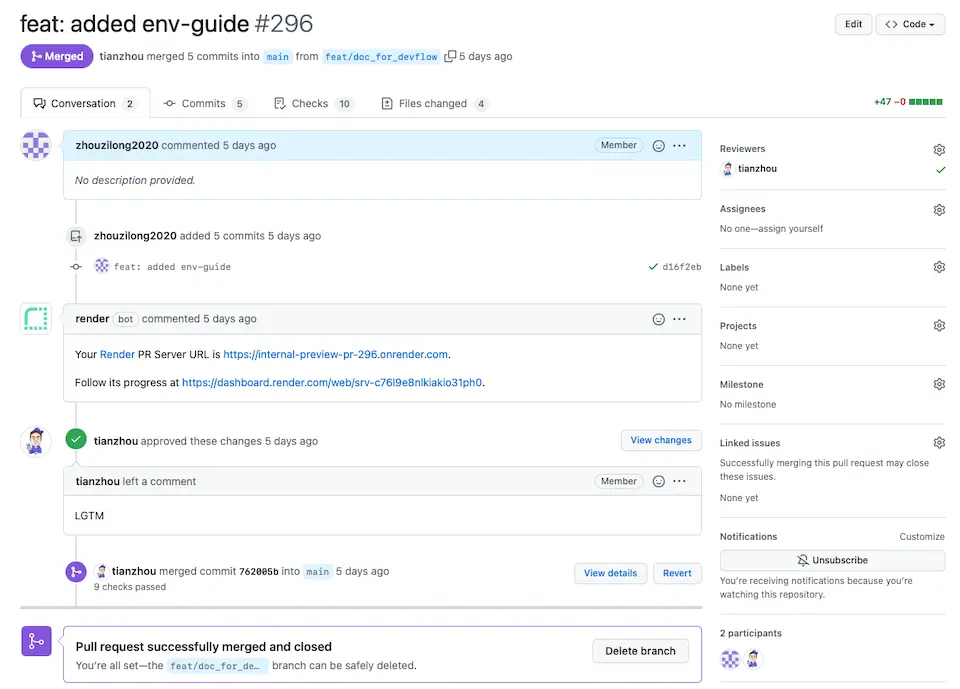 feat: added env-guide #296
Edit
<> Code
Merged
tianzhou merged 5 commits into main from feat/doc_for_devflow 5 days ago
Conversation 2
Commits 5
Checks 10
Files changed 4
+47 −0
zhouzilong2020 commented 5 days ago
Member
No description provided.
zhouzilong2020 added 5 commits 5 days ago
feat: added env-guide
d16f2eb
render bot commented 5 days ago
Your Render PR Server URL is https://internal-preview-pr-296.onrender.com.
Follow its progress at https://dashboard.render.com/web/srv-c76l9e8nlkiakio31ph0.
tianzhou approved these changes 5 days ago
View changes
tianzhou left a comment
Member
LGTM
tianzhou merged commit 762005b into main 5 days ago
9 checks passed
View details
Revert
Pull request successfully merged and closed
You're all set—the feat/doc_for_de… branch can be safely deleted.
Delete branch
Reviewers
tianzhou
Assignees
No one—assign yourself
Labels
None yet
Projects
None yet
Milestone
No milestone
Linked issues
Successfully merging this pull request may close
these issues.
None yet
Notifications
Customize
Unsubscribe
You're receiving notifications because you're
watching this repository.
2 participants